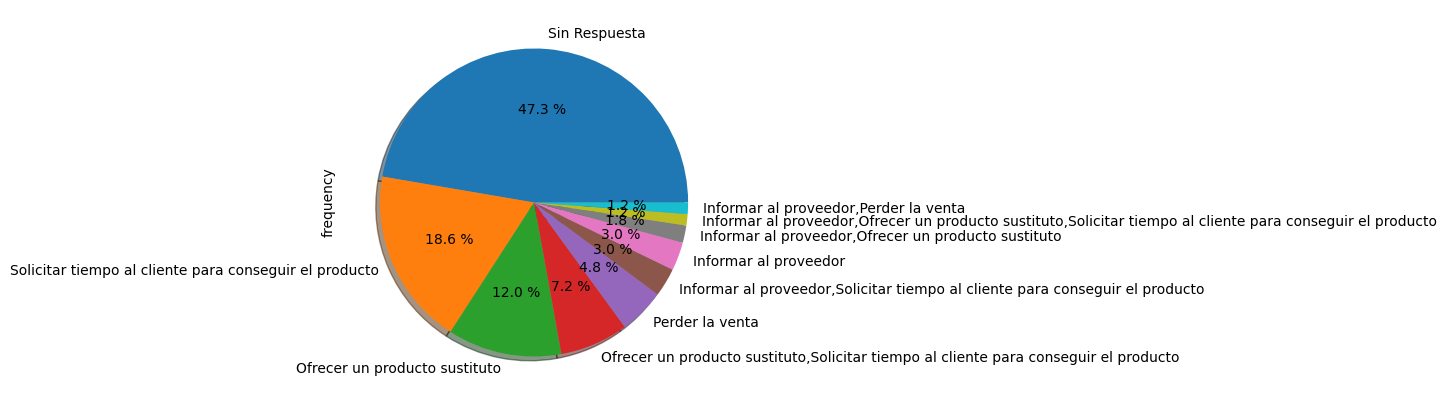 Sin Respuesta
47.3 %
frequency
18.6 %
Solicitar tiempo al cliente para conseguir el producto
12.0 %
Ofrecer un producto sustituto
7.2 %
Ofrecer un producto sustituto,Solicitar tiempo al cliente para conseguir el producto
4.8 %
Perder la venta
3.0 %
Informar al proveedor,Solicitar tiempo al cliente para conseguir el producto
3.0 %
Informar al proveedor
1.8 %
Informar al proveedor,Ofrecer un producto sustituto
1.2 %
Informar al proveedor,Ofrecer un producto sustituto,Solicitar tiempo al cliente para conseguir el producto
1.2 %
Informar al proveedor,Perder la venta